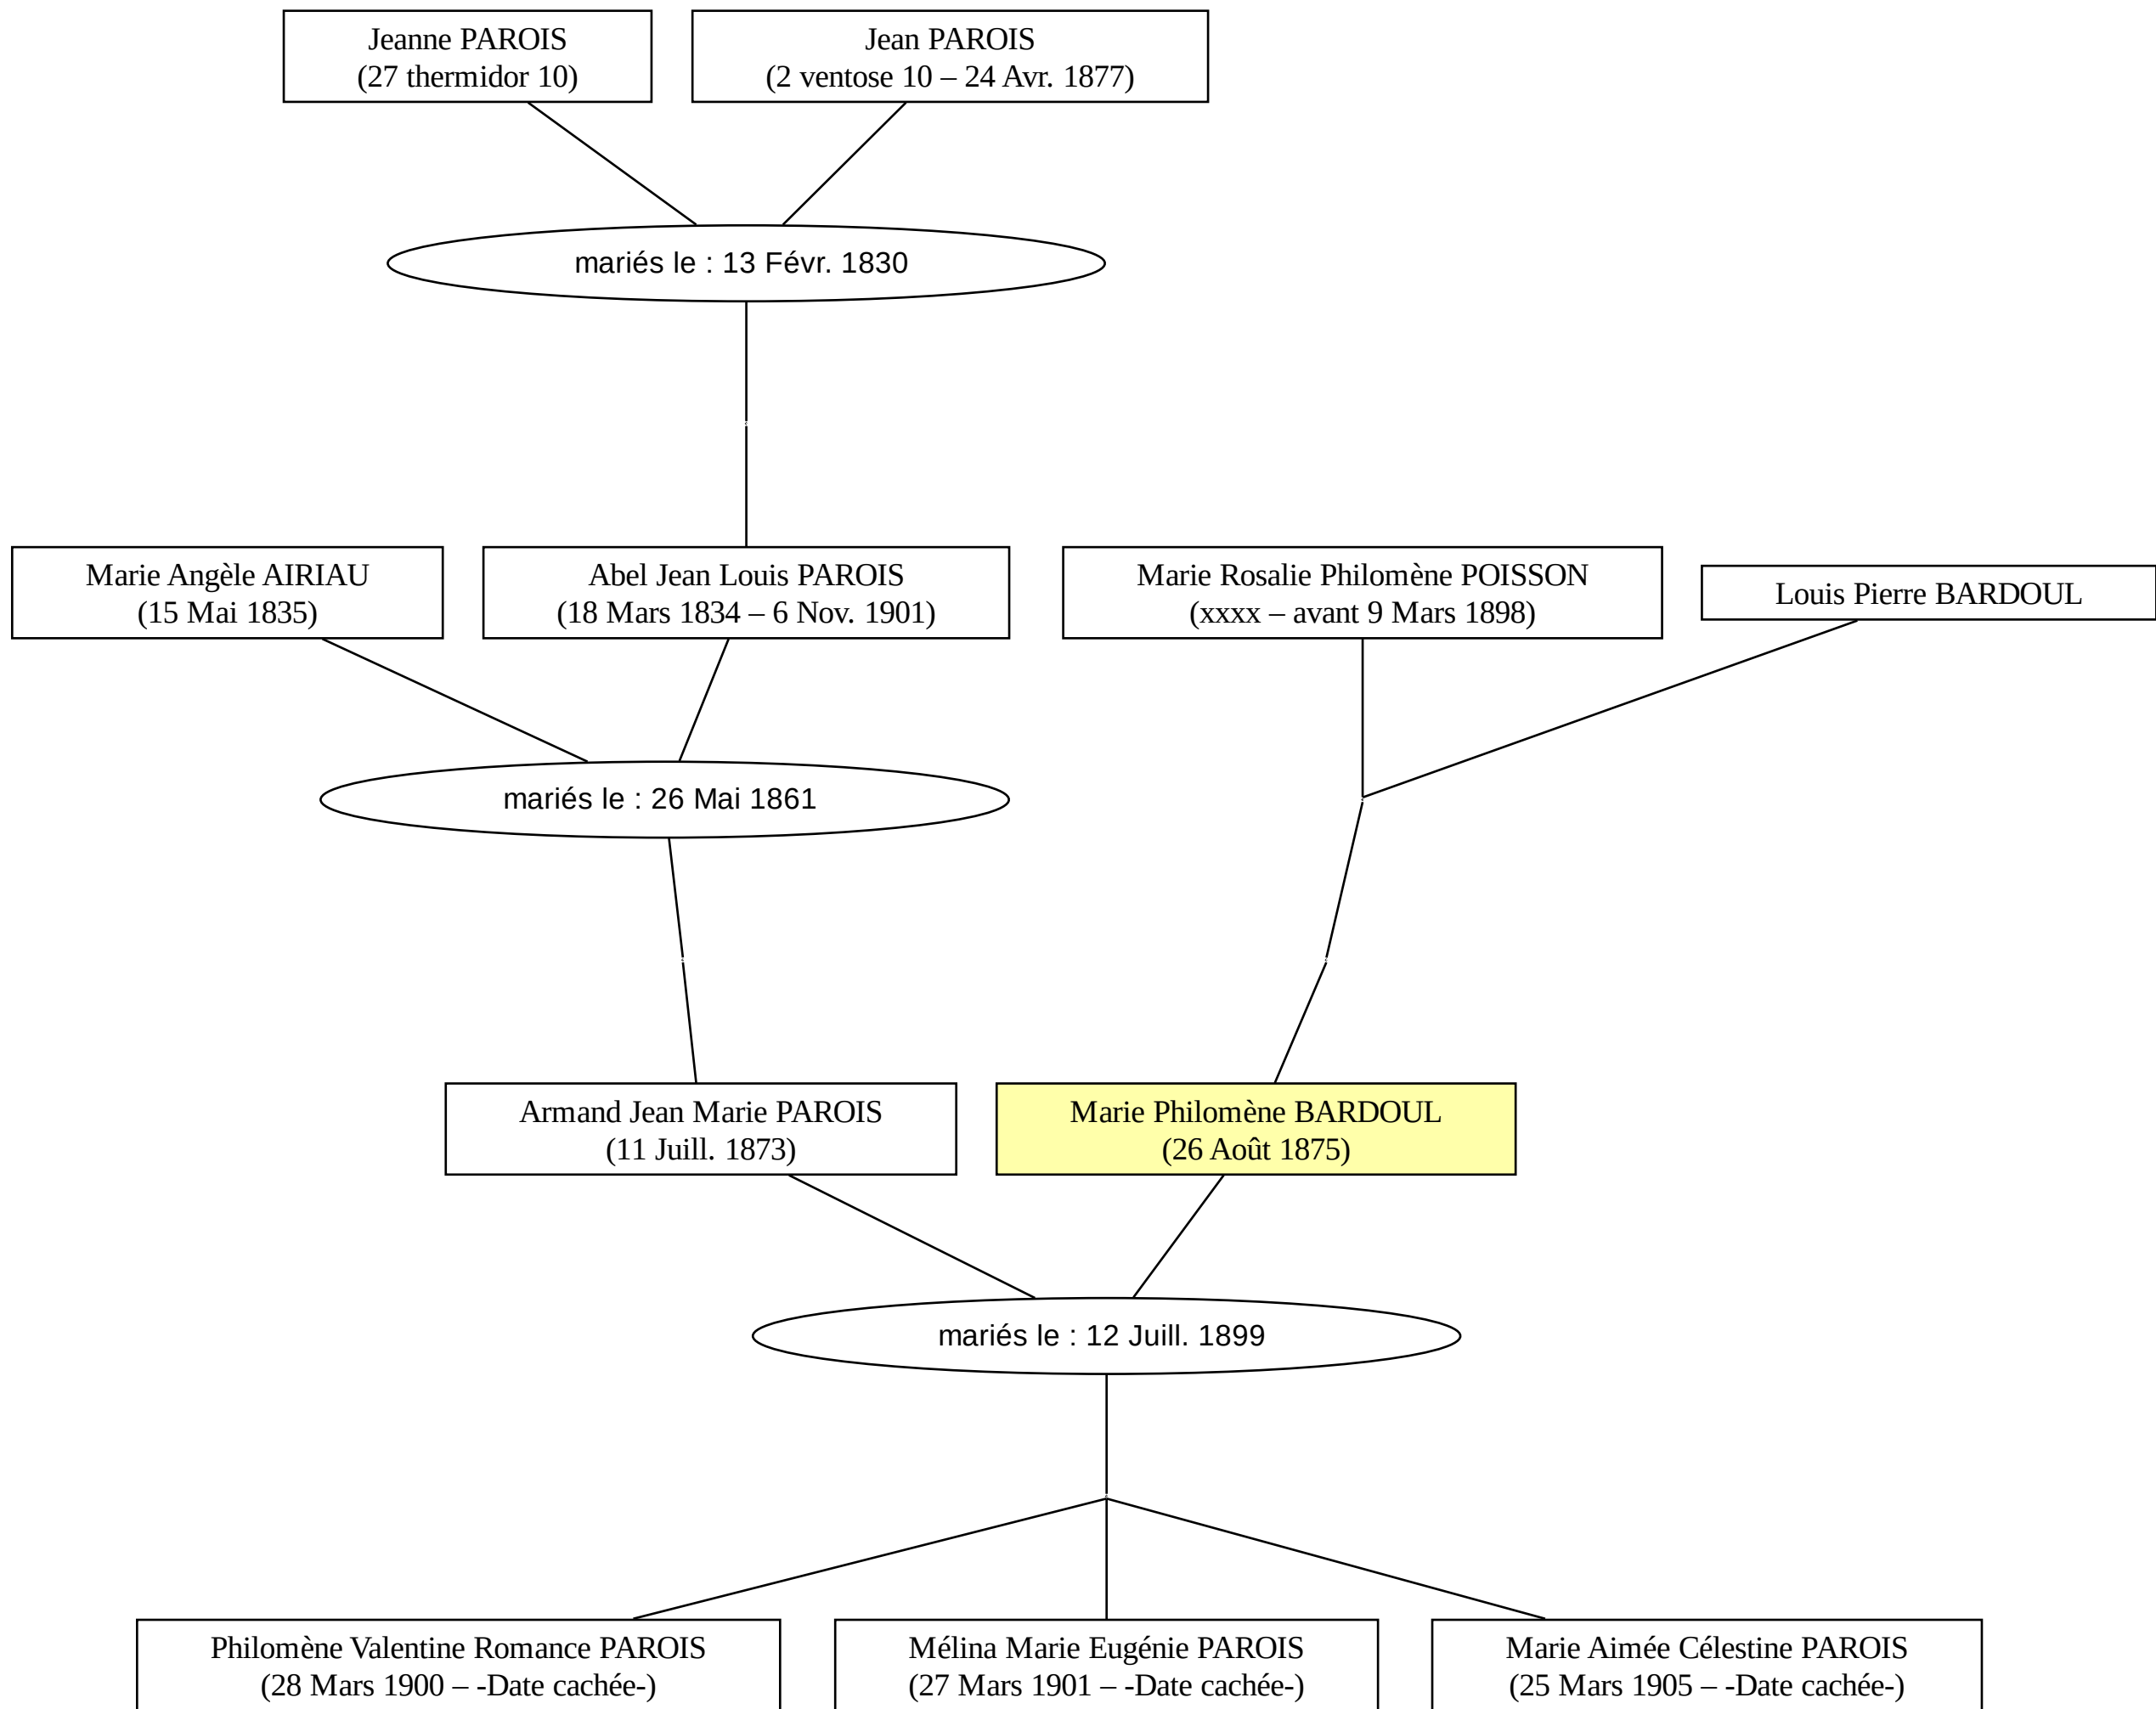 Jeanne PAROIS
(27 thermidor 10)
Jean PAROIS
(2 ventose 10 – 24 Avr. 1877)
mariés le : 13 Févr. 1830
Marie Angèle AIRIAU
(15 Mai 1835)
Abel Jean Louis PAROIS
(18 Mars 1834 – 6 Nov. 1901)
Marie Rosalie Philomène POISSON
(xxxx – avant 9 Mars 1898)
Louis Pierre BARDOUL
mariés le : 26 Mai 1861
Armand Jean Marie PAROIS
(11 Juill. 1873)
Marie Philomène BARDOUL
(26 Août 1875)
mariés le : 12 Juill. 1899
Philomène Valentine Romance PAROIS
(28 Mars 1900 – -Date cachée-)
Mélina Marie Eugénie PAROIS
(27 Mars 1901 – -Date cachée-)
Marie Aimée Célestine PAROIS
(25 Mars 1905 – -Date cachée-)